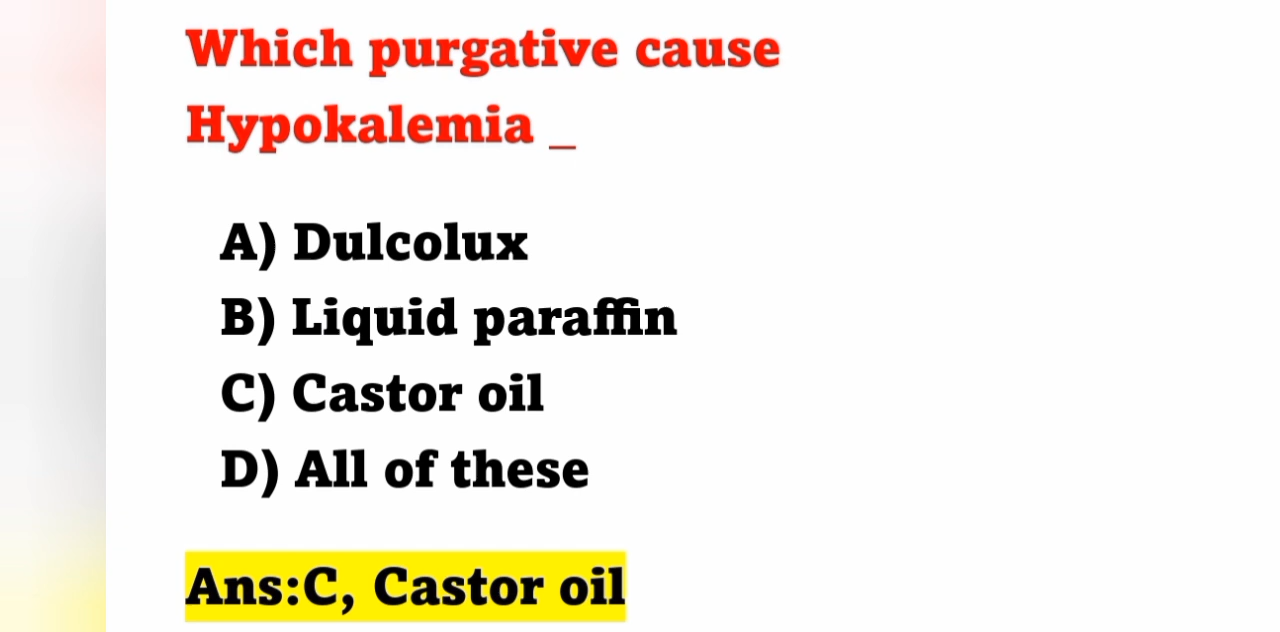 Which purgative cause
Hypokalemia _
A) Dulcolux
B) Liquid paraffin
C) Castor oil
D) All of these
Ans:C, Castor oil